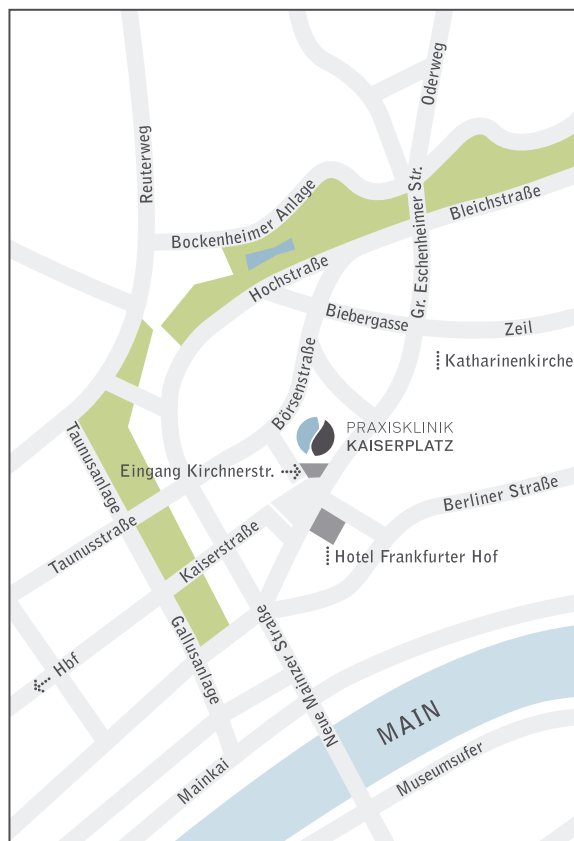 Oderweg
Reuterweg
Bockenheimer Anlage
Gr. Eschenheimer Str.
Bleichstraße
Hochstraße
Biebergasse
Zeil
Katharinenkirche
Börsenstraße
PRAXISKLINIK
KAISERPLATZ
Taunusanlage
Eingang Kirchnerstr.
Berliner Straße
Taunusstraße
Kaiserstraße
Hotel Frankfurter Hof
Gallusanlage
Hbf
Neue Mainzer Straße
MAIN
Mainkai
Museumsufer